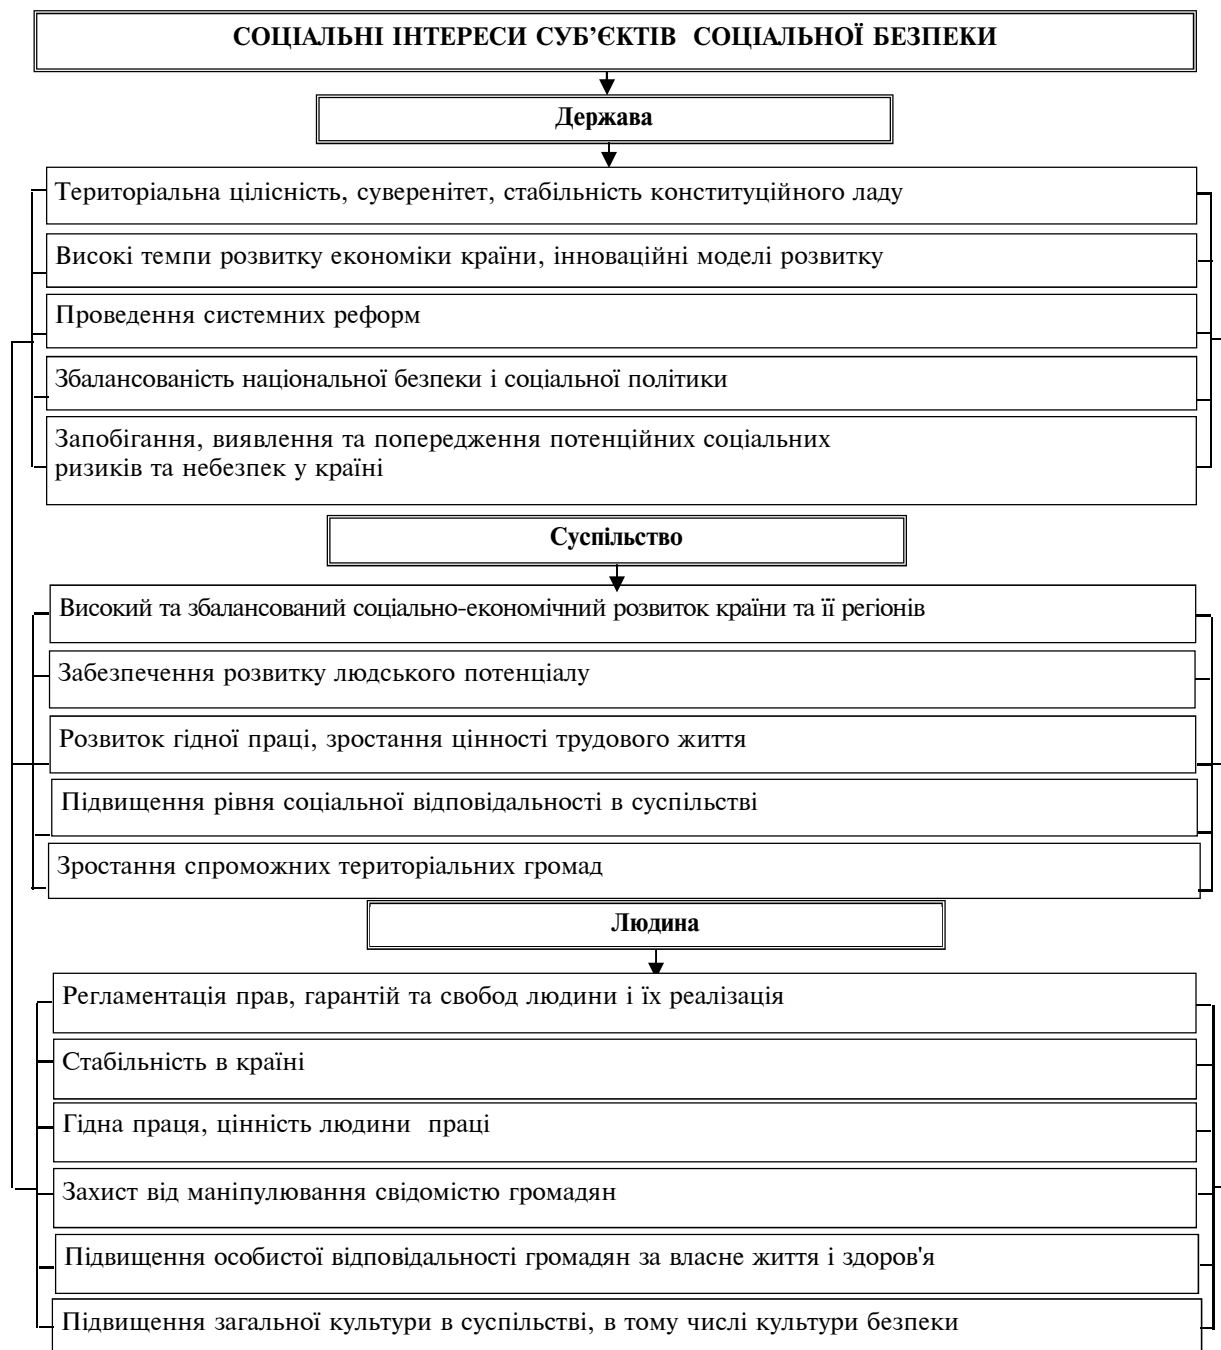 СОЦІАЛЬНІ ІНТЕРЕСИ СУБ’ЄКТІВ СОЦІАЛЬНОЇ БЕЗПЕКИ
Держава
Територіальна цілісність, суверенітет, стабільність конституційного ладу
Високі темпи розвитку економіки країни, інноваційні моделі розвитку
Проведення системних реформ
Збалансованість національної безпеки і соціальної політики
Запобігання, виявлення та попередження потенційних соціальних
ризиків та небезпек у країні
Суспільство
Високий та збалансований соціально-економічний розвиток країни та її регіонів
Забезпечення розвитку людського потенціалу
Розвиток гідної праці, зростання цінності трудового життя
Підвищення рівня соціальної відповідальності в суспільстві
Зростання спроможних територіальних громад
Людина
Регламентація прав, гарантій та свобод людини і їх реалізація
Стабільність в країні
Гідна праця, цінність людини праці
Захист від маніпулювання свідомістю громадян
Підвищення особистої відповідальності громадян за власне життя і здоров'я
Підвищення загальної культури в суспільстві, в тому числі культури безпеки